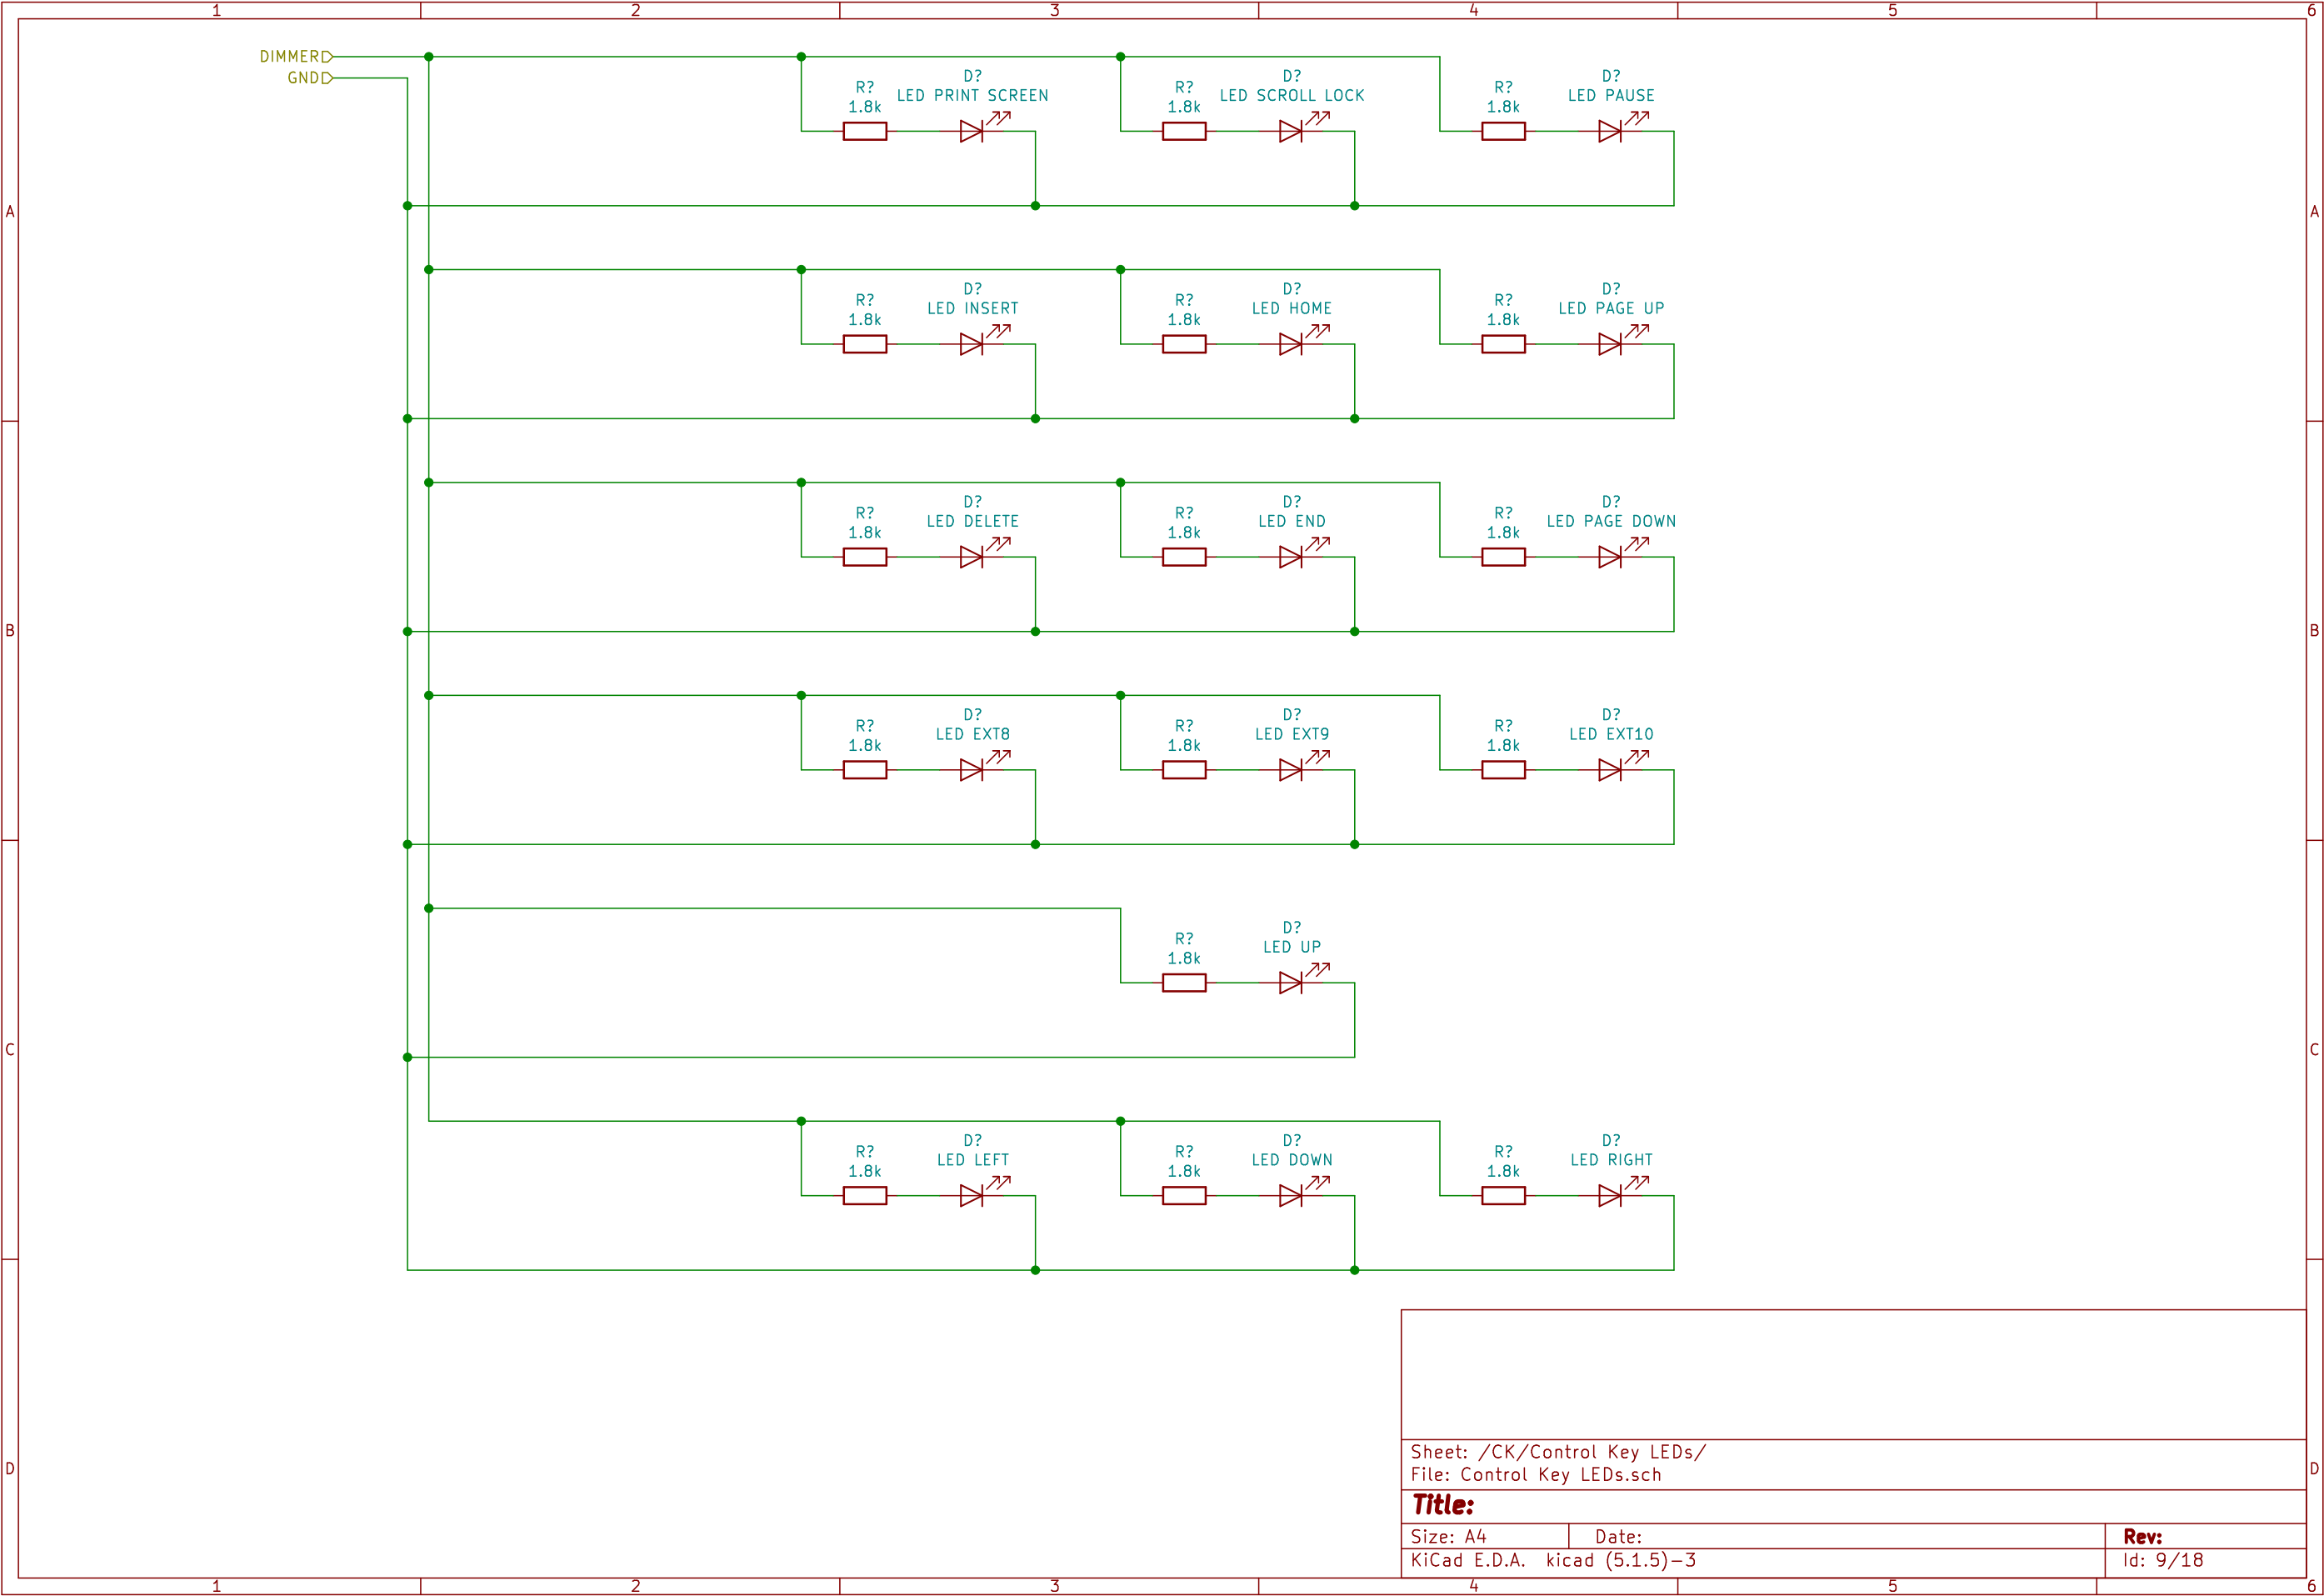 1 2 3 4 5 6
DIMMER
GND
D? D? D?
R? LED PRINT SCREEN R? LED SCROLL LOCK R? LED PAUSE
1.8k 1.8k 1.8k
A A
D? D? D?
R? LED INSERT R? LED HOME R? LED PAGE UP
1.8k 1.8k 1.8k
D? D? D?
R? LED DELETE R? LED END R? LED PAGE DOWN
1.8k 1.8k 1.8k
B B
D? D? D?
R? LED EXT8 R? LED EXT9 R? LED EXT10
1.8k 1.8k 1.8k
D?
R? LED UP
1.8k
C C
D? D? D?
R? LED LEFT R? LED DOWN R? LED RIGHT
1.8k 1.8k 1.8k
Sheet: /CK/Control Key LEDs/
D D
File: Control Key LEDs.sch
Title:
Size: A4 Date: Rev:
KiCad E.D.A. kicad (5.1.5)-3 Id: 9/18
1 2 3 4 5 6